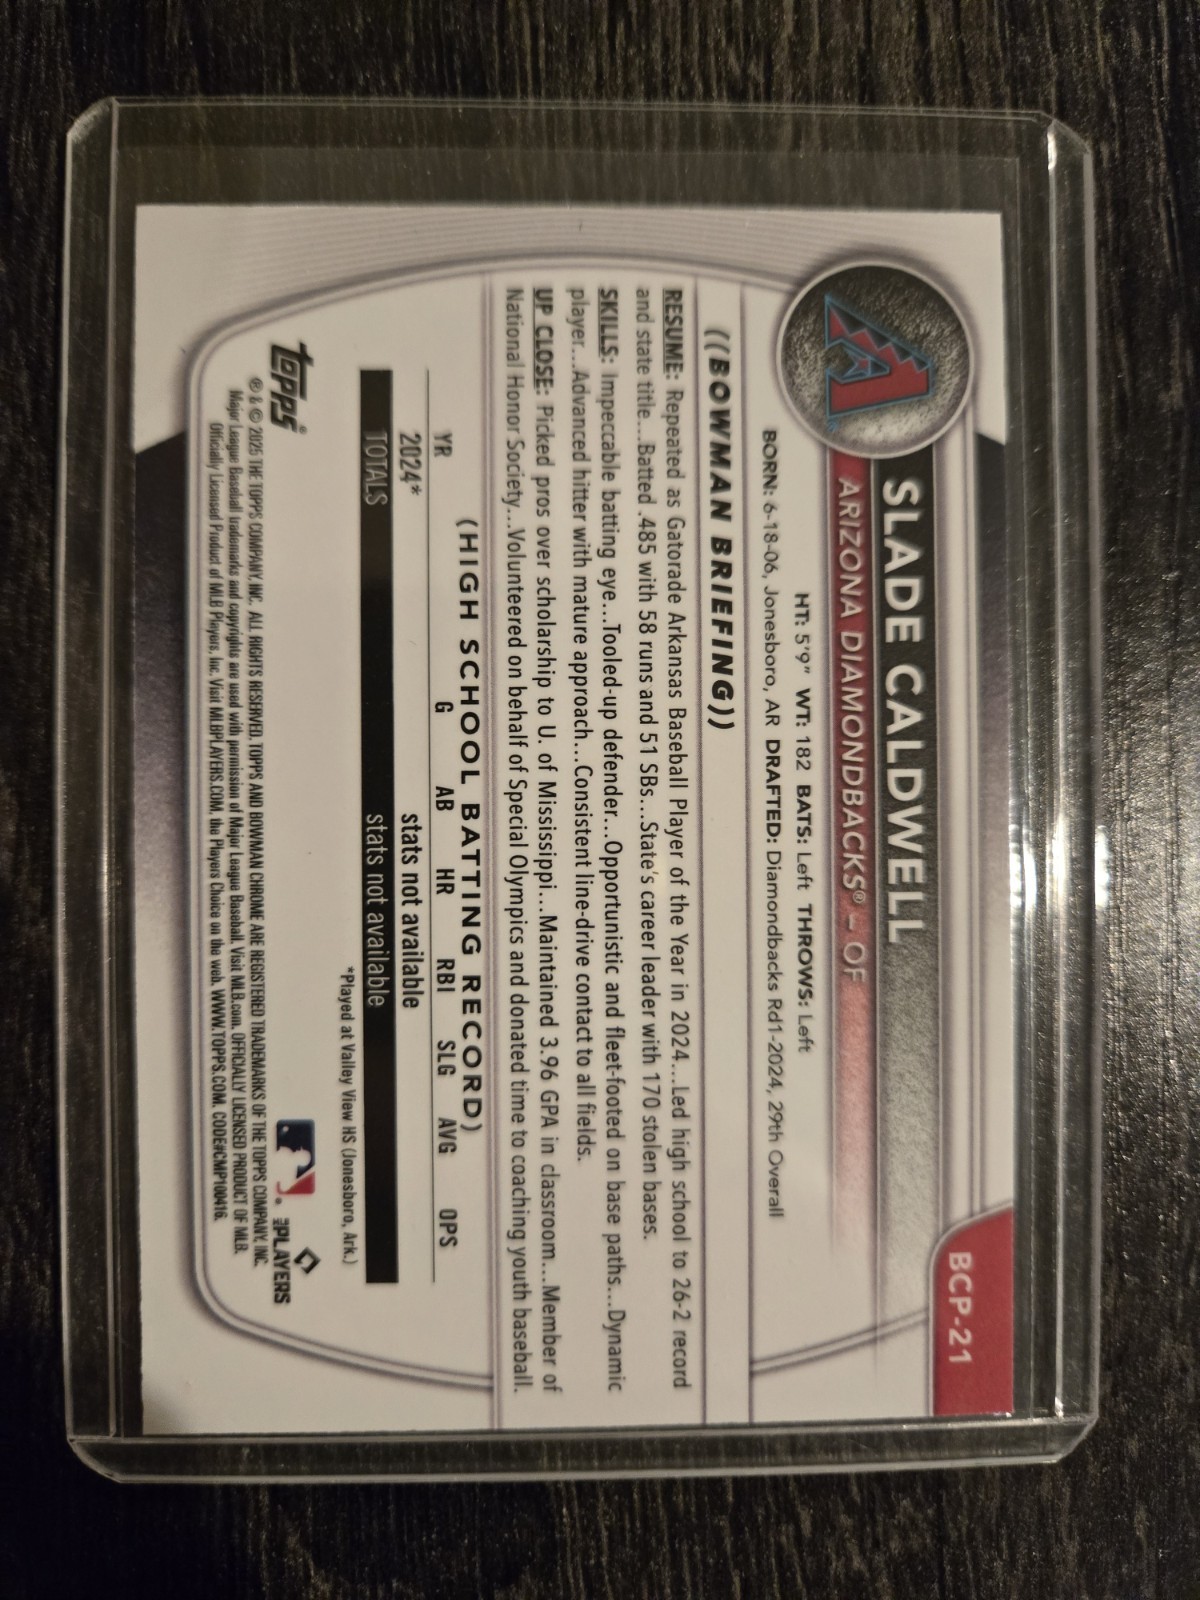 BCP-21
SLADE CALDWELL
ARIZONA DIAMONDBACKS® – OF
HT: 5'9" WT: 182 BATS: Left THROWS: Left
BORN: 6-18-06, Jonesboro, AR DRAFTED: Diamondbacks Rd1-2024, 29th Overall
((BOWMAN BRIEFING))
RESUME: Repeated as Gatorade Arkansas Baseball Player of the Year in 2024...Led high school to 26-2 record
and state title...Batted .485 with 58 runs and 51 SBs...State's career leader with 170 stolen bases.
SKILLS: Impeccable batting eye...Tooled-up defender...Opportunistic and fleet-footed on base paths...Dynamic
player...Advanced hitter with mature approach...Consistent line-drive contact to all fields.
UP CLOSE: Picked pros over scholarship to U. of Mississippi...Maintained 3.96 GPA in classroom...Member of
National Honor Society...Volunteered on behalf of Special Olympics and donated time to coaching youth baseball.
(HIGH SCHOOL BATTING RECORD)
YR G AB HR RBI SLG AVG OPS
2024* stats not available
TOTALS stats not available
*Played at Valley View HS (Jonesboro, Ark.)
topps®
MLB PLAYERS
® & © 2025 THE TOPPS COMPANY, INC. ALL RIGHTS RESERVED. TOPPS AND BOWMAN CHROME ARE REGISTERED TRADEMARKS OF THE TOPPS COMPANY, INC.
Major League Baseball trademarks and copyrights are used with permission of Major League Baseball. Visit MLB.com. OFFICIALLY LICENSED PRODUCT OF MLB.
Officially Licensed Product of MLB Players, Inc. Visit MLBPLAYERS.COM, the Players Choice on the web. WWW.TOPPS.COM. CODE#CMP100416.